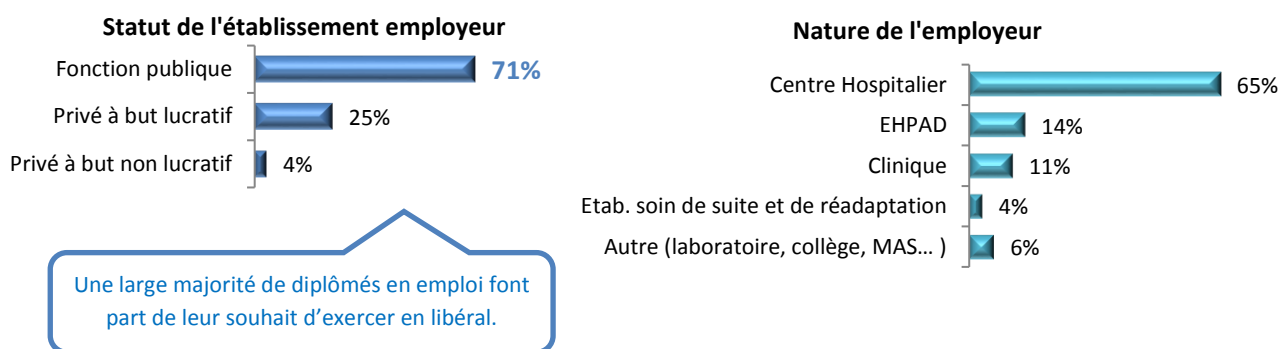 Statut de l'établissement employeur
Fonction publique 71%
Privé à but lucratif 25%
Privé à but non lucratif 4%
Une large majorité de diplômés en emploi font
part de leur souhait d’exercer en libéral.
Nature de l'employeur
Centre Hospitalier 65%
EHPAD 14%
Clinique 11%
Etab. soin de suite et de réadaptation 4%
Autre (laboratoire, collège, MAS… ) 6%